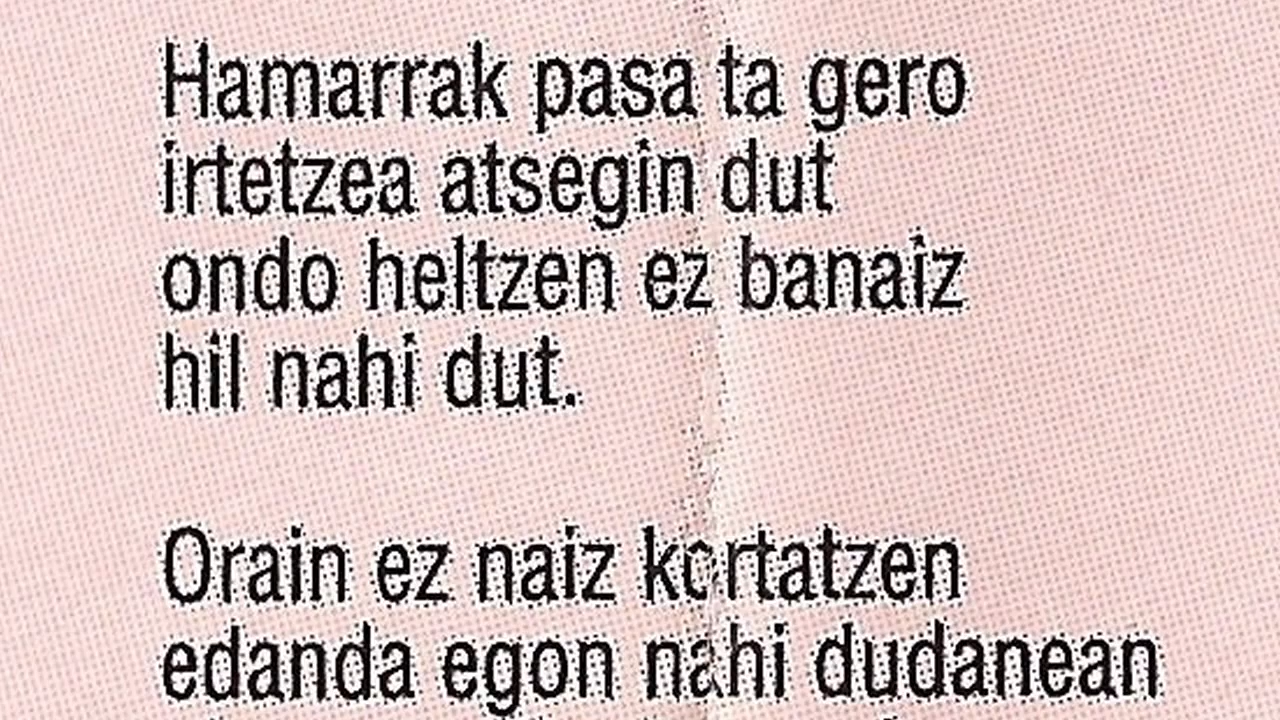 Hamarrak pasa ta gero
irtetzea atsegin dut
ondo heltzen ez banaiz
hil nahi dut.
Orain ez naiz kortatzen
edanda egon nahi dudanean